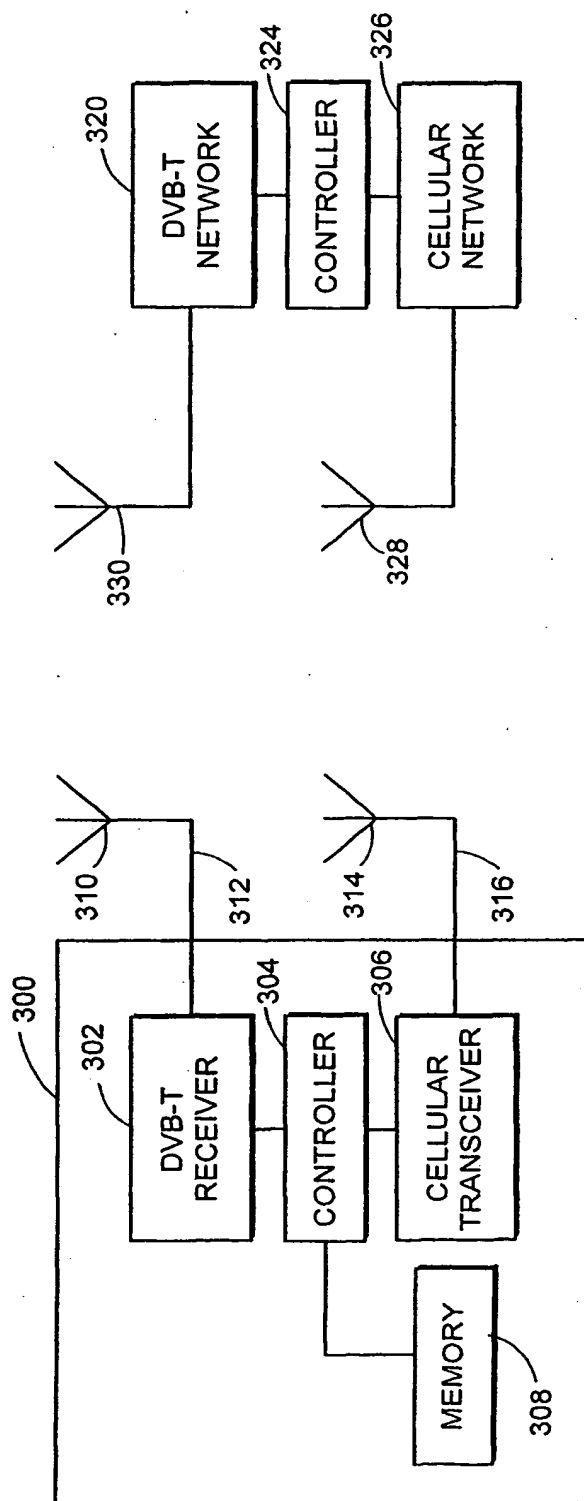 300
302
DVB-T
RECEIVER
304
CONTROLLER
306
CELLULAR
TRANSCEIVER
MEMORY
308
310
312
314
316
320
DVB-T
NETWORK
324
CONTROLLER
326
CELLULAR
NETWORK
330
328